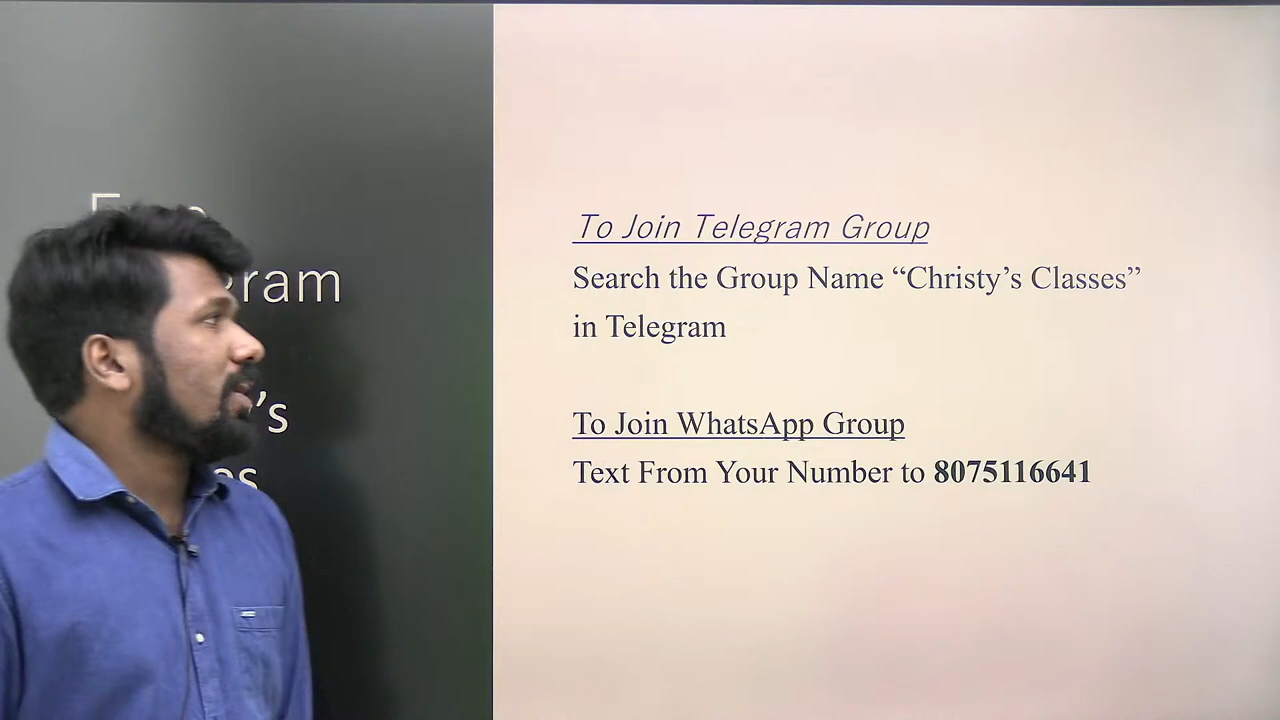 To Join Telegram Group
Search the Group Name “Christy’s Classes”
in Telegram
To Join WhatsApp Group
Text From Your Number to 8075116641